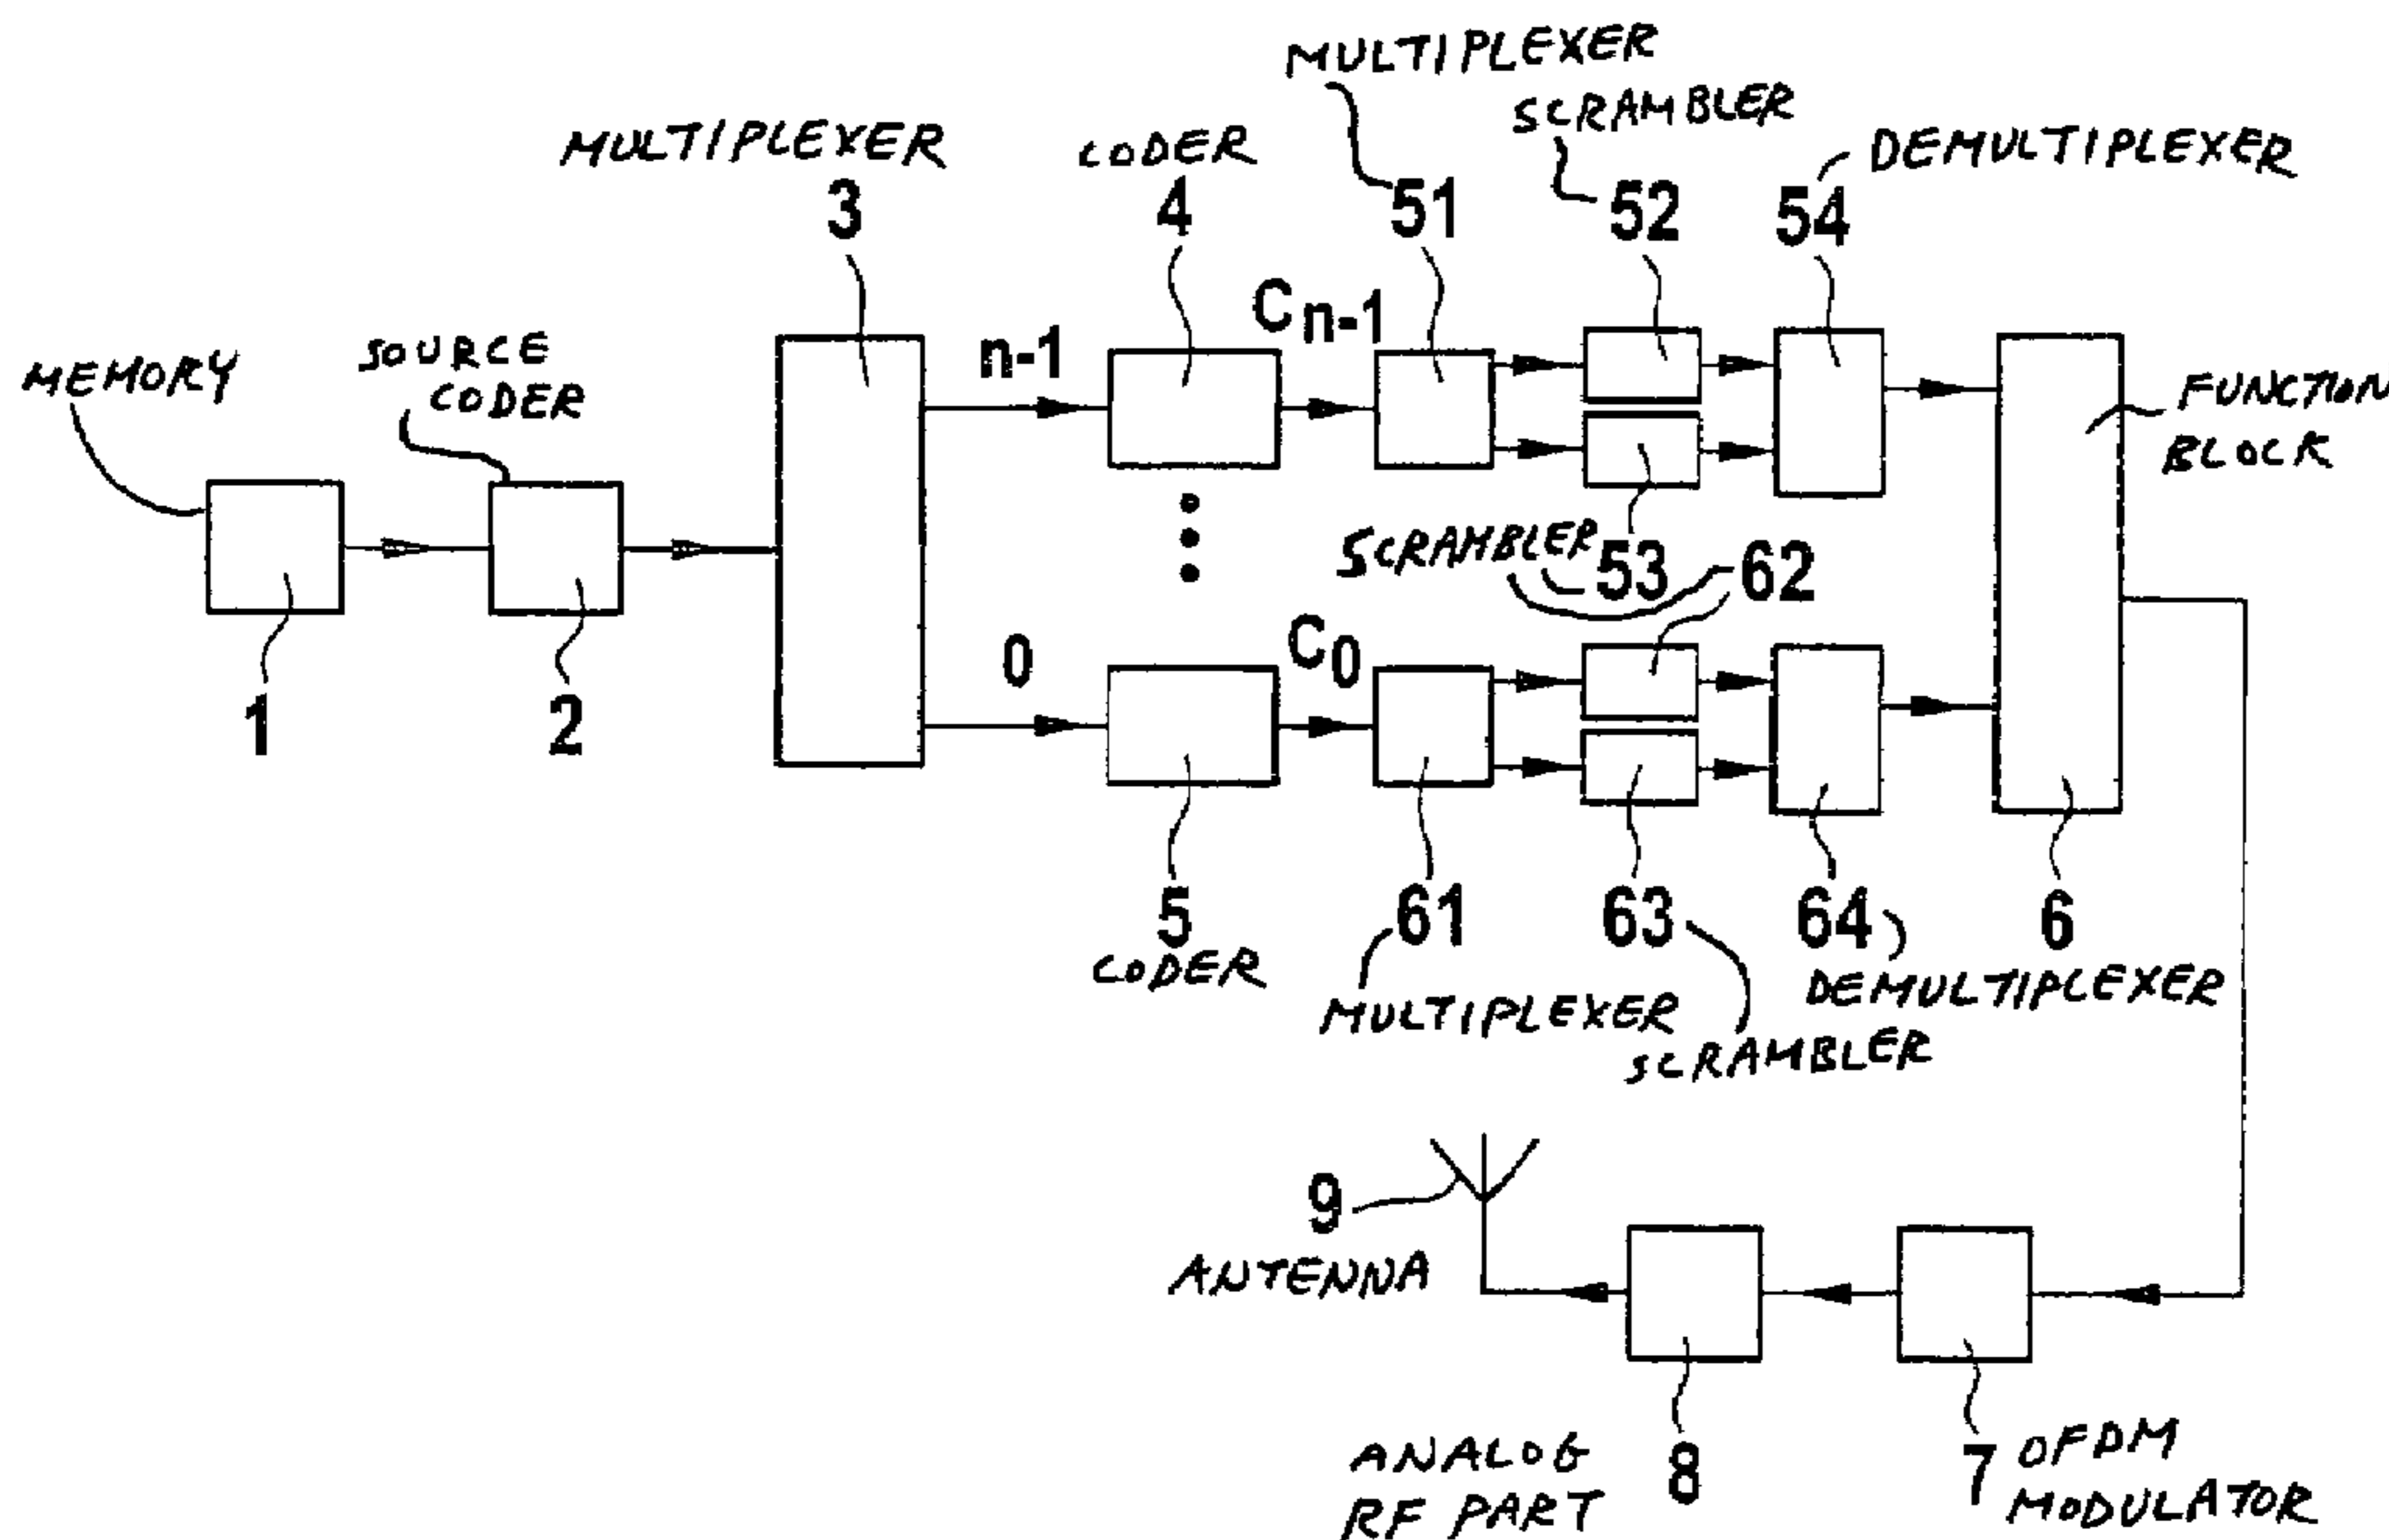 MULTIPLEXER
SCRAMBLER
MULTIPLEXER
CODER
DEMULTIPLEXER
3
4
51
52
54
n-1
Cn-1
MEMORY
SOURCE
CODER
FUNCTION
BLOCK
SCRAMBLER
53
62
0
C0
1
2
5
61
63
64
6
CODER
MULTIPLEXER
DEMULTIPLEXER
SCRAMBLER
9
ANTENNA
ANALOG
RF PART
8
7
OFDM
MODULATOR